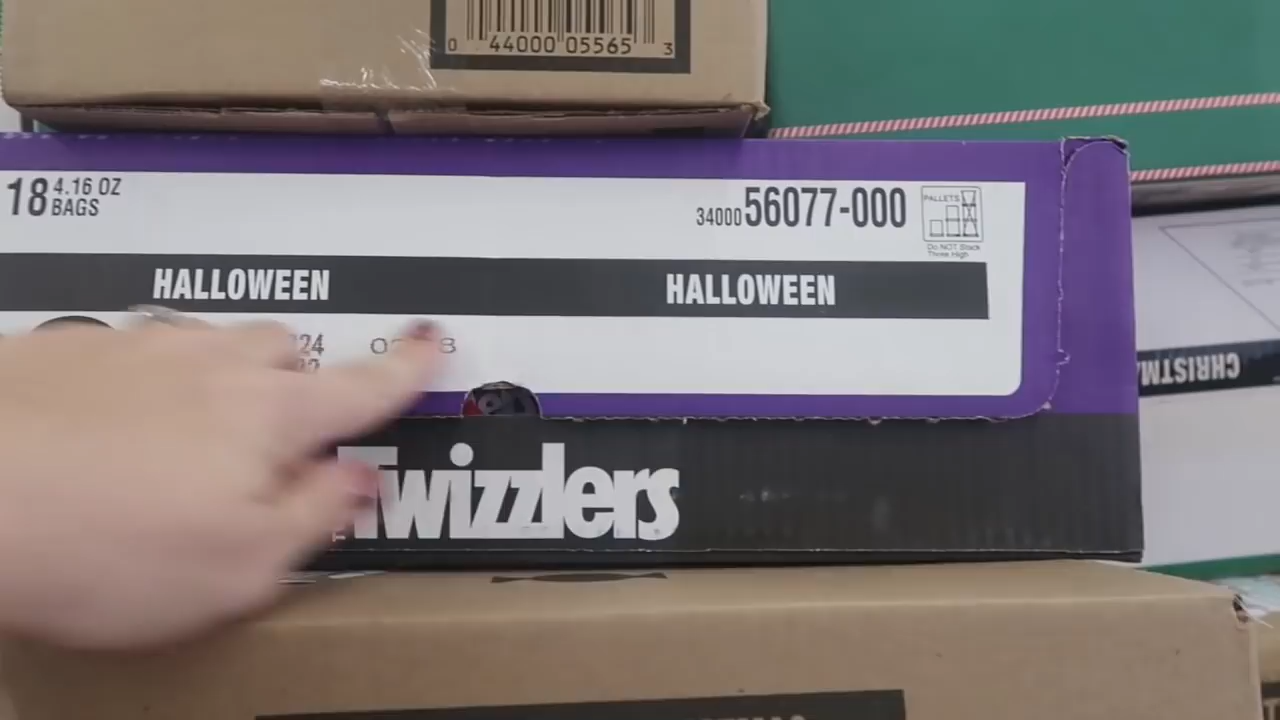 0 44000 05565 3
18 4.16 OZ
BAGS
34000 56077-000
PALLETS
Do NOT Stack
Three High
HALLOWEEN HALLOWEEN
Twizzlers
CHRISTMA